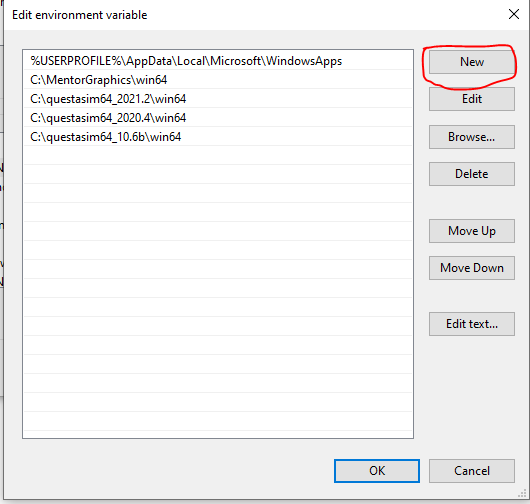 Edit environment variable
%USERPROFILE%\AppData\Local\Microsoft\WindowsApps
C:\MentorGraphics\win64
C:\questasim64_2021.2\win64
C:\questasim64_2020.4\win64
C:\questasim64_10.6b\win64
New
Edit
Browse...
Delete
Move Up
Move Down
Edit text...
OK
Cancel